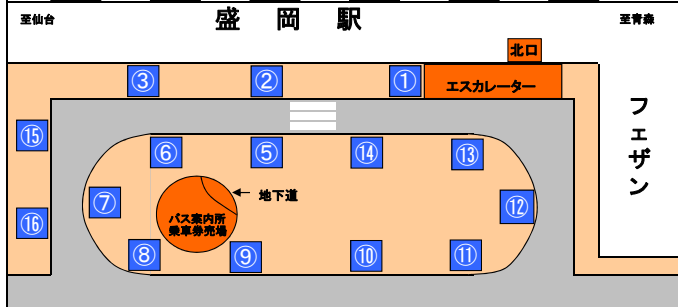 至仙台
盛岡駅
至青森
北口
エスカレーター
③
②
①
フェザン
⑮
⑥
⑤
⑭
⑬
⑦
地下道
⑫
⑯
バス案内所
乗車券売場
⑧
⑨
⑩
⑪